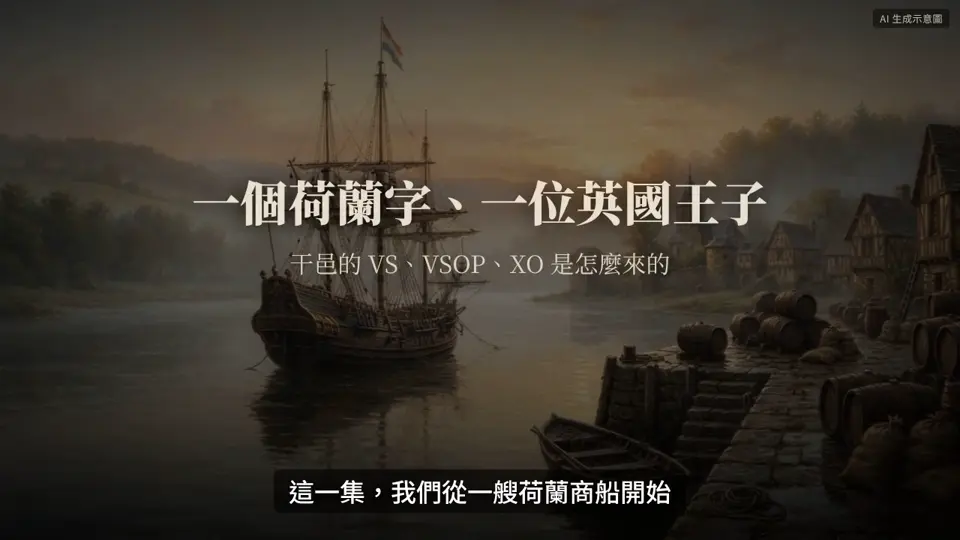 AI 生成示意圖
一個荷蘭字、一位英國王子
干邑的 VS、VSOP、XO 是怎麼來的
這一集，我們從一艘荷蘭商船開始